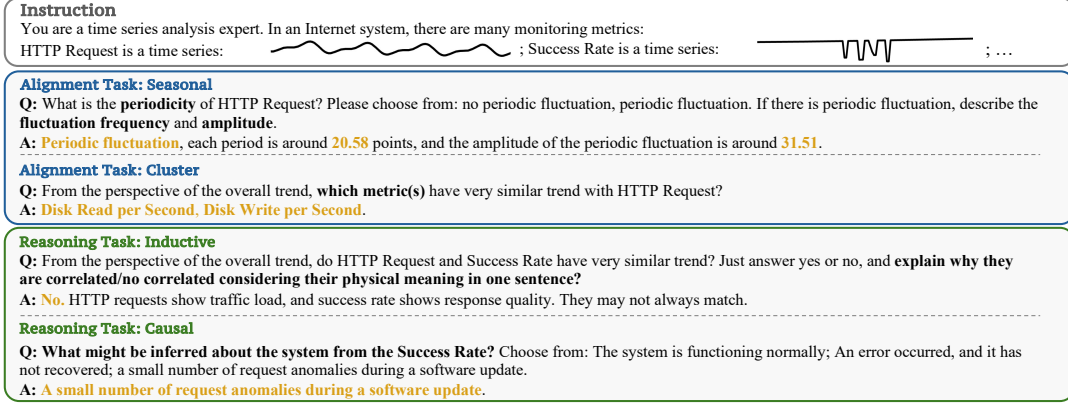 Instruction
You are a time series analysis expert. In an Internet system, there are many monitoring metrics:
HTTP Request is a time series: ; Success Rate is a time series: ; ...
Alignment Task: Seasonal
Q: What is the periodicity of HTTP Request? Please choose from: no periodic fluctuation, periodic fluctuation. If there is periodic fluctuation, describe the
fluctuation frequency and amplitude.
A: Periodic fluctuation, each period is around 20.58 points, and the amplitude of the periodic fluctuation is around 31.51.
Alignment Task: Cluster
Q: From the perspective of the overall trend, which metric(s) have very similar trend with HTTP Request?
A: Disk Read per Second, Disk Write per Second.
Reasoning Task: Inductive
Q: From the perspective of the overall trend, do HTTP Request and Success Rate have very similar trend? Just answer yes or no, and explain why they
are correlated/no correlated considering their physical meaning in one sentence?
A: No. HTTP requests show traffic load, and success rate shows response quality. They may not always match.
Reasoning Task: Causal
Q: What might be inferred about the system from the Success Rate? Choose from: The system is functioning normally; An error occurred, and it has
not recovered; a small number of request anomalies during a software update.
A: A small number of request anomalies during a software update.